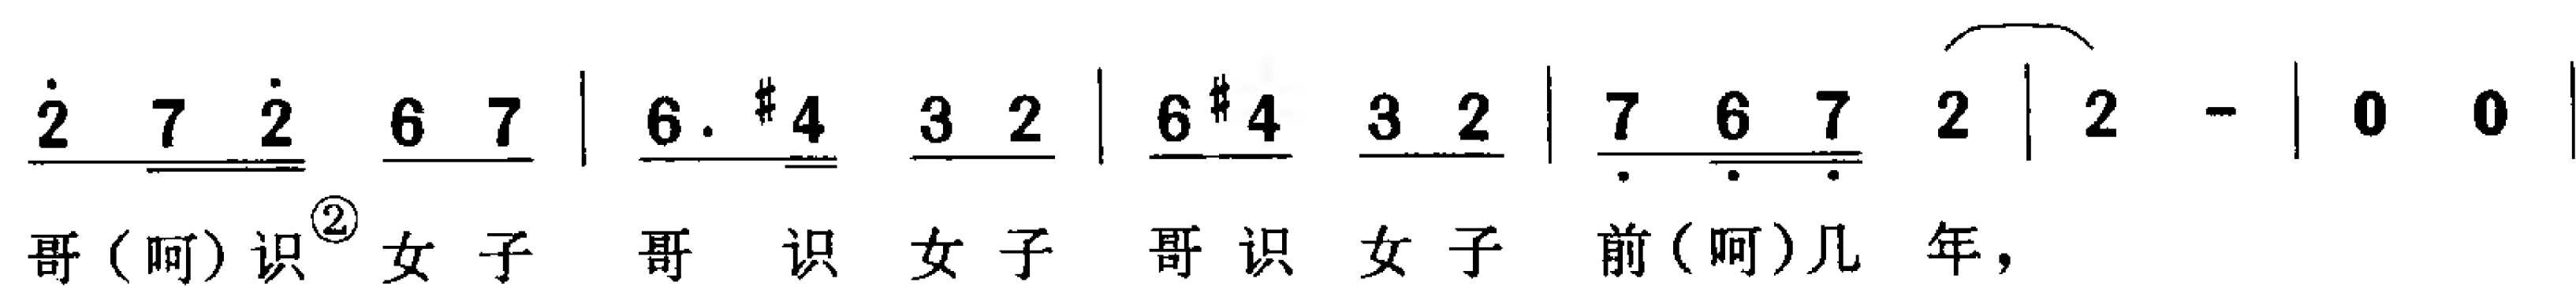 2̇ 7 2̇ 6 7 | 6. #4 3 2 | 6 #4 3 2 | 7̣ 6̣ 7̣ 2 | 2 - | 0 0 |
哥(呵)识② 女 子 哥 识 女 子 哥 识 女 子 前(呵)几 年，